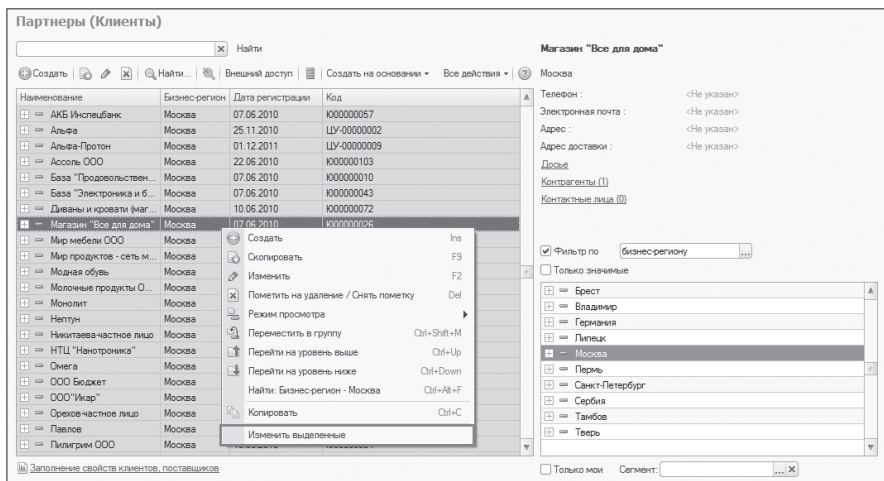 Партнеры (Клиенты)
Найти
Создать Найти... Внешний доступ Создать на основании Все действия
Наименование Бизнес-регион Дата регистрации Код
АКБ Инспецбанк Москва 07.06.2010 Ю00000057
Альфа Москва 25.11.2010 ЦУ-00000002
Альфа-Протон Москва 01.12.2011 ЦУ-00000009
Ассоль ООО Москва 22.06.2010 Ю00000103
База "Продовольствен... Москва 07.06.2010 Ю00000010
База "Электроника и б... Москва 07.06.2010 Ю00000043
Диваны и кровати (маг... Москва 10.06.2010 Ю00000072
Магазин "Все для дома" Москва 07.06.2010 Ю00000026
Мир мебели ООО Москва
Мир продуктов - сеть м... Москва
Модная обувь Москва
Молочные продукты О... Москва
Монолит Москва
Нептун Москва
Никитаева-частное лицо Москва
НТЦ "Нанотроника" Москва
Омега Москва
ООО Бюджет Москва
ООО"Икар" Москва
Орехов-частное лицо Москва
Павлов Москва
Пилигрим ООО Москва
Создать Ins
Скопировать F9
Изменить F2
Пометить на удаление / Снять пометку Del
Режим просмотра
Переместить в группу Ctrl+Shift+M
Перейти на уровень выше Ctrl+Up
Перейти на уровень ниже Ctrl+Down
Найти: Бизнес-регион - Москва Ctrl+Alt+F
Копировать Ctrl+C
Изменить выделенные
Заполнение свойств клиентов, поставщиков
Магазин "Все для дома"
Москва
Телефон : <Не указан>
Электронная почта : <Не указан>
Адрес : <Не указан>
Адрес доставки : <Не указан>
Досье
Контрагенты (1)
Контактные лица (0)
Фильтр по бизнес-региону ...
Только значимые
Брест
Владимир
Германия
Липецк
Москва
Пермь
Санкт-Петербург
Сербия
Тамбов
Тверь
Только мои Сегмент: ...